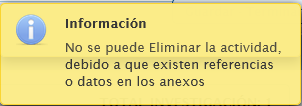 Información
No se puede Eliminar la actividad,
debido a que existen referencias
o datos en los anexos